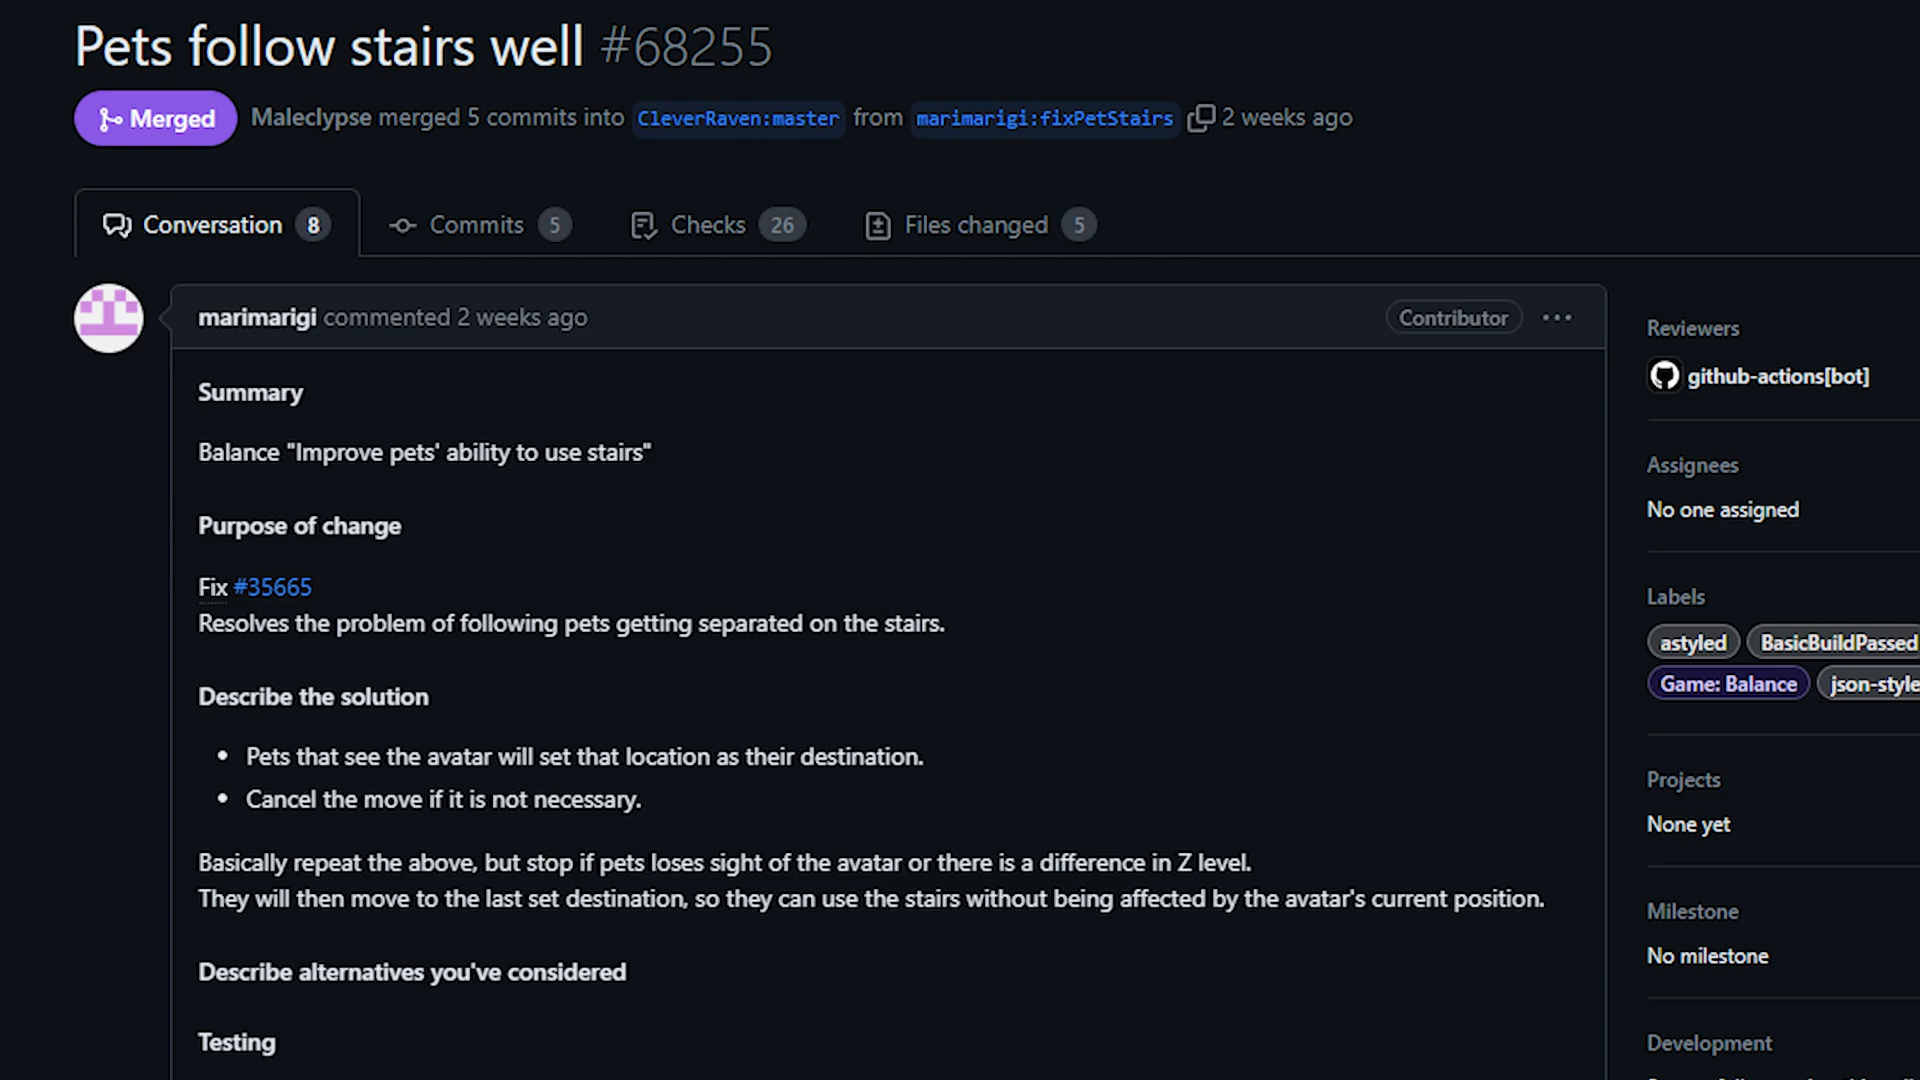 Pets follow stairs well #68255
Merged Maleclypse merged 5 commits into CleverRaven:master from marimarigi:fixPetStairs 2 weeks ago
Conversation 8 Commits 5 Checks 26 Files changed 5
marimarigi commented 2 weeks ago Contributor ...
Summary
Balance "Improve pets' ability to use stairs"
Purpose of change
Fix #35665
Resolves the problem of following pets getting separated on the stairs.
Describe the solution
• Pets that see the avatar will set that location as their destination.
• Cancel the move if it is not necessary.
Basically repeat the above, but stop if pets loses sight of the avatar or there is a difference in Z level.
They will then move to the last set destination, so they can use the stairs without being affected by the avatar's current position.
Describe alternatives you've considered
Testing
Reviewers
github-actions[bot]
Assignees
No one assigned
Labels
astyled BasicBuildPassed
Game: Balance json-style
Projects
None yet
Milestone
No milestone
Development